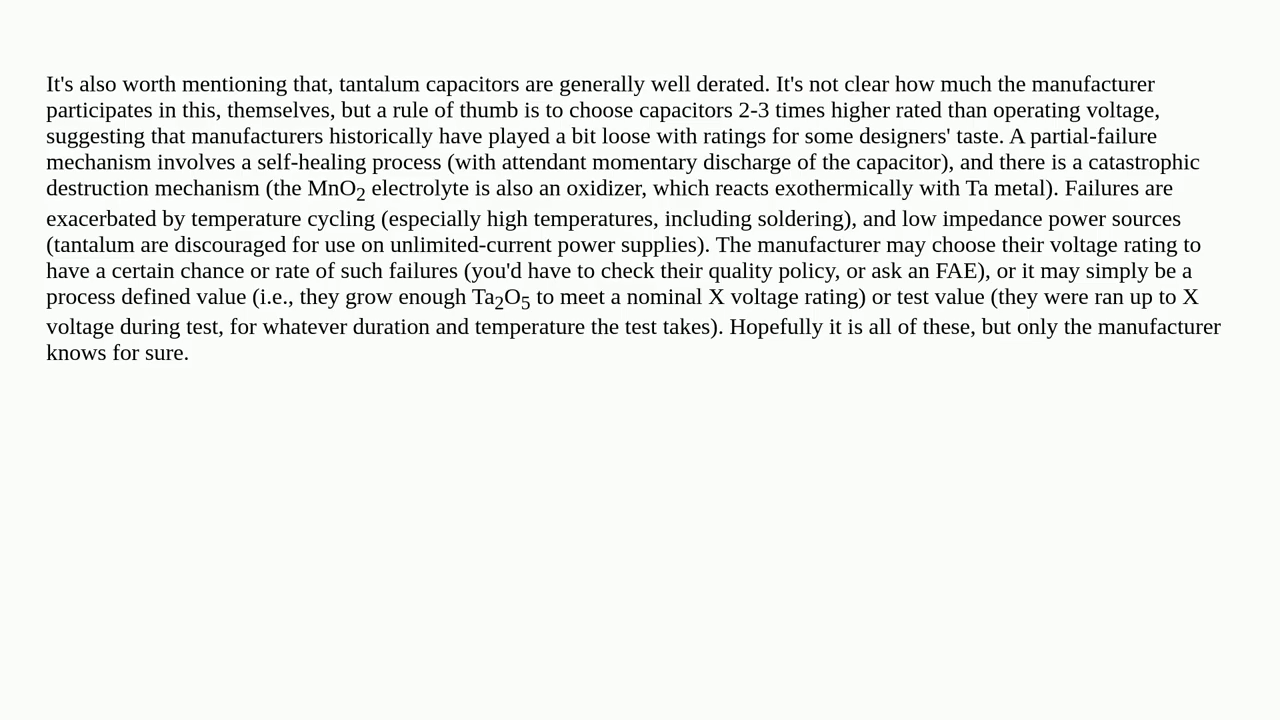 It's also worth mentioning that, tantalum capacitors are generally well derated. It's not clear how much the manufacturer
participates in this, themselves, but a rule of thumb is to choose capacitors 2-3 times higher rated than operating voltage,
suggesting that manufacturers historically have played a bit loose with ratings for some designers' taste. A partial-failure
mechanism involves a self-healing process (with attendant momentary discharge of the capacitor), and there is a catastrophic
destruction mechanism (the MnO₂ electrolyte is also an oxidizer, which reacts exothermically with Ta metal). Failures are
exacerbated by temperature cycling (especially high temperatures, including soldering), and low impedance power sources
(tantalum are discouraged for use on unlimited-current power supplies). The manufacturer may choose their voltage rating to
have a certain chance or rate of such failures (you'd have to check their quality policy, or ask an FAE), or it may simply be a
process defined value (i.e., they grow enough Ta₂O₅ to meet a nominal X voltage rating) or test value (they were ran up to X
voltage during test, for whatever duration and temperature the test takes). Hopefully it is all of these, but only the manufacturer
knows for sure.